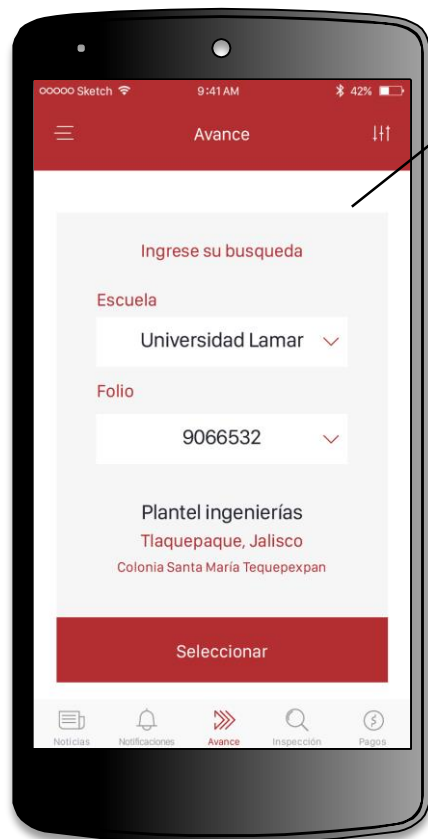 ooooo Sketch 9:41 AM 42%
Avance
Ingrese su busqueda
Escuela
Universidad Lamar
Folio
9066532
Plantel ingenierías
Tlaquepaque, Jalisco
Colonia Santa María Tequepexpan
Seleccionar
Noticias Notificaciones Avance Inspección Pagos